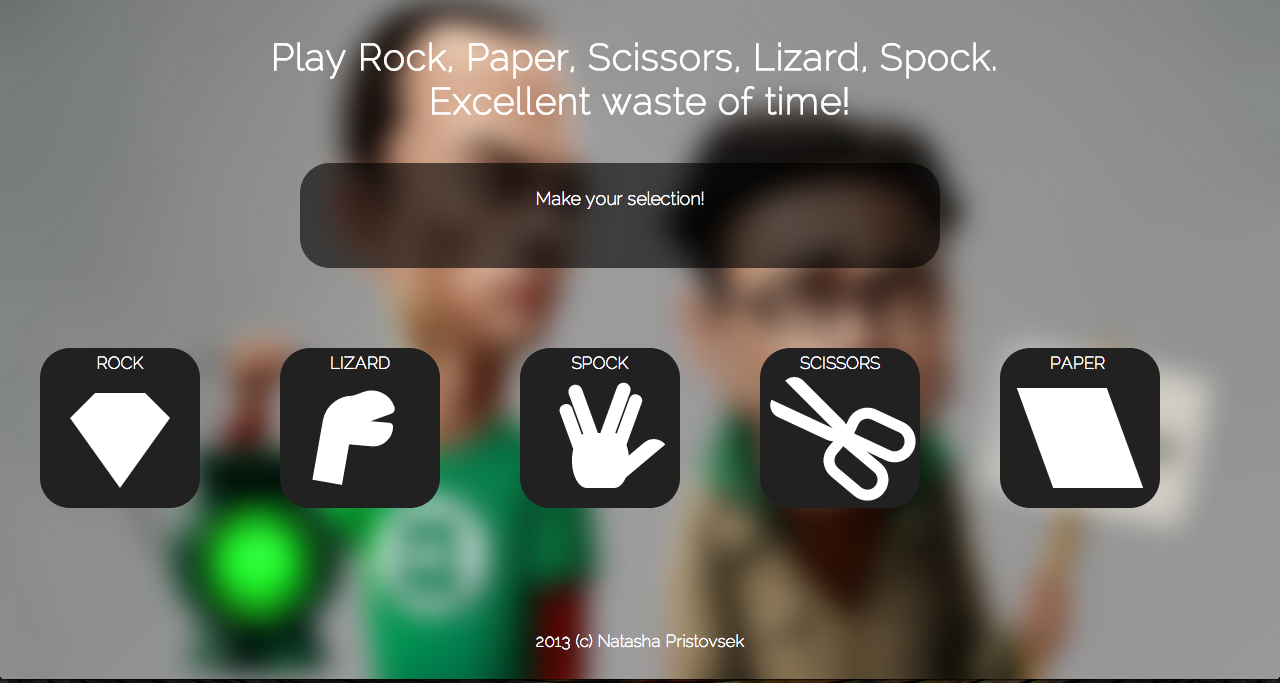 Play Rock, Paper, Scissors, Lizard, Spock.
Excellent waste of time!
Make your selection!
ROCK
LIZARD
SPOCK
SCISSORS
PAPER
2013 (c) Natasha Pristovsek